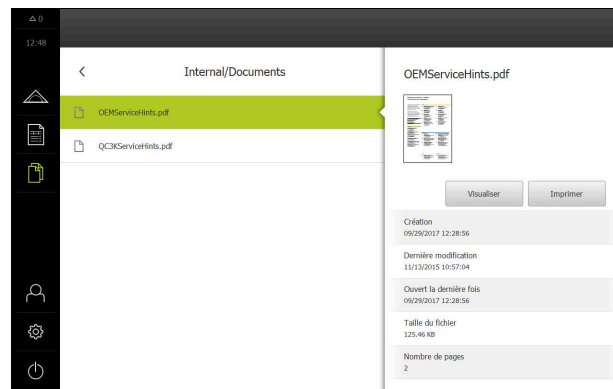 0
12:48
Internal/Documents
OEMServiceHints.pdf
QC3KServiceHints.pdf
OEMServiceHints.pdf
Visualiser
Imprimer
Création
09/29/2017 12:28:56
Dernière modification
11/13/2015 10:57:04
Ouvert la dernière fois
09/29/2017 12:28:56
Taille du fichier
125.46 KB
Nombre de pages
2